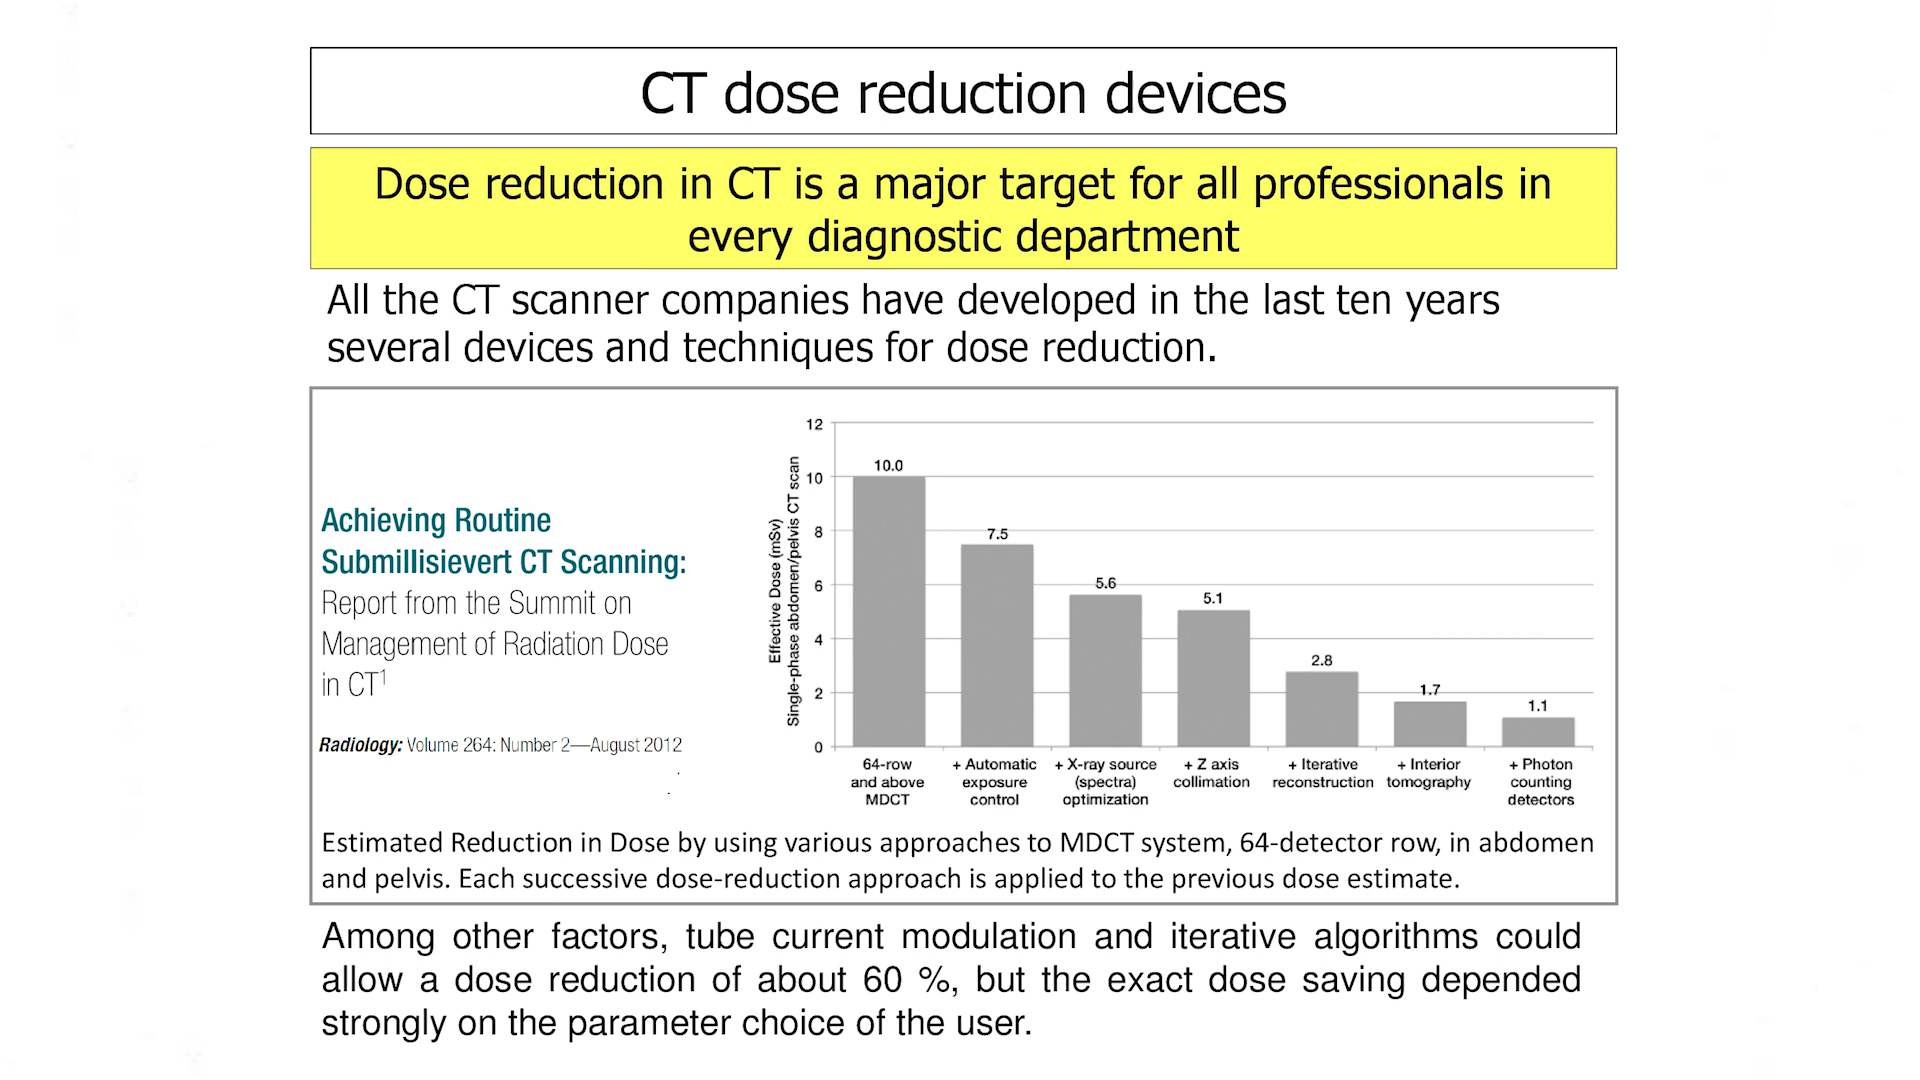 CT dose reduction devices
Dose reduction in CT is a major target for all professionals in
every diagnostic department
All the CT scanner companies have developed in the last ten years
several devices and techniques for dose reduction.
Achieving Routine
Submillisievert CT Scanning:
Report from the Summit on
Management of Radiation Dose
in CT¹
Radiology: Volume 264: Number 2—August 2012
Effective Dose (mSv)
Single-phase abdomen/pelvis CT scan
12
10
8
6
4
2
0
10.0
7.5
5.6
5.1
2.8
1.7
1.1
64-row
and above
MDCT
+ Automatic
exposure
control
+ X-ray source
(spectra)
optimization
+ Z axis
collimation
+ Iterative
reconstruction
+ Interior
tomography
+ Photon
counting
detectors
Estimated Reduction in Dose by using various approaches to MDCT system, 64-detector row, in abdomen
and pelvis. Each successive dose-reduction approach is applied to the previous dose estimate.
Among other factors, tube current modulation and iterative algorithms could
allow a dose reduction of about 60 %, but the exact dose saving depended
strongly on the parameter choice of the user.